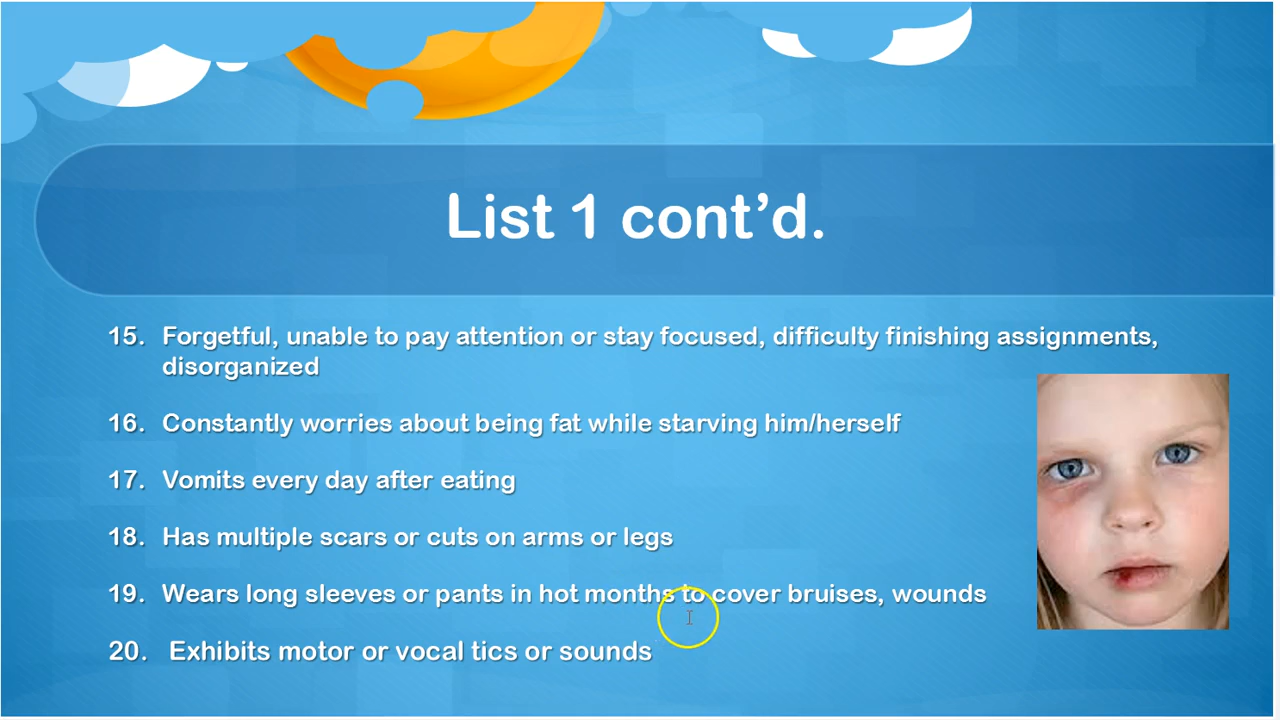 List 1 cont’d.
15. Forgetful, unable to pay attention or stay focused, difficulty finishing assignments,
disorganized
16. Constantly worries about being fat while starving him/herself
17. Vomits every day after eating
18. Has multiple scars or cuts on arms or legs
19. Wears long sleeves or pants in hot months to cover bruises, wounds
20. Exhibits motor or vocal tics or sounds